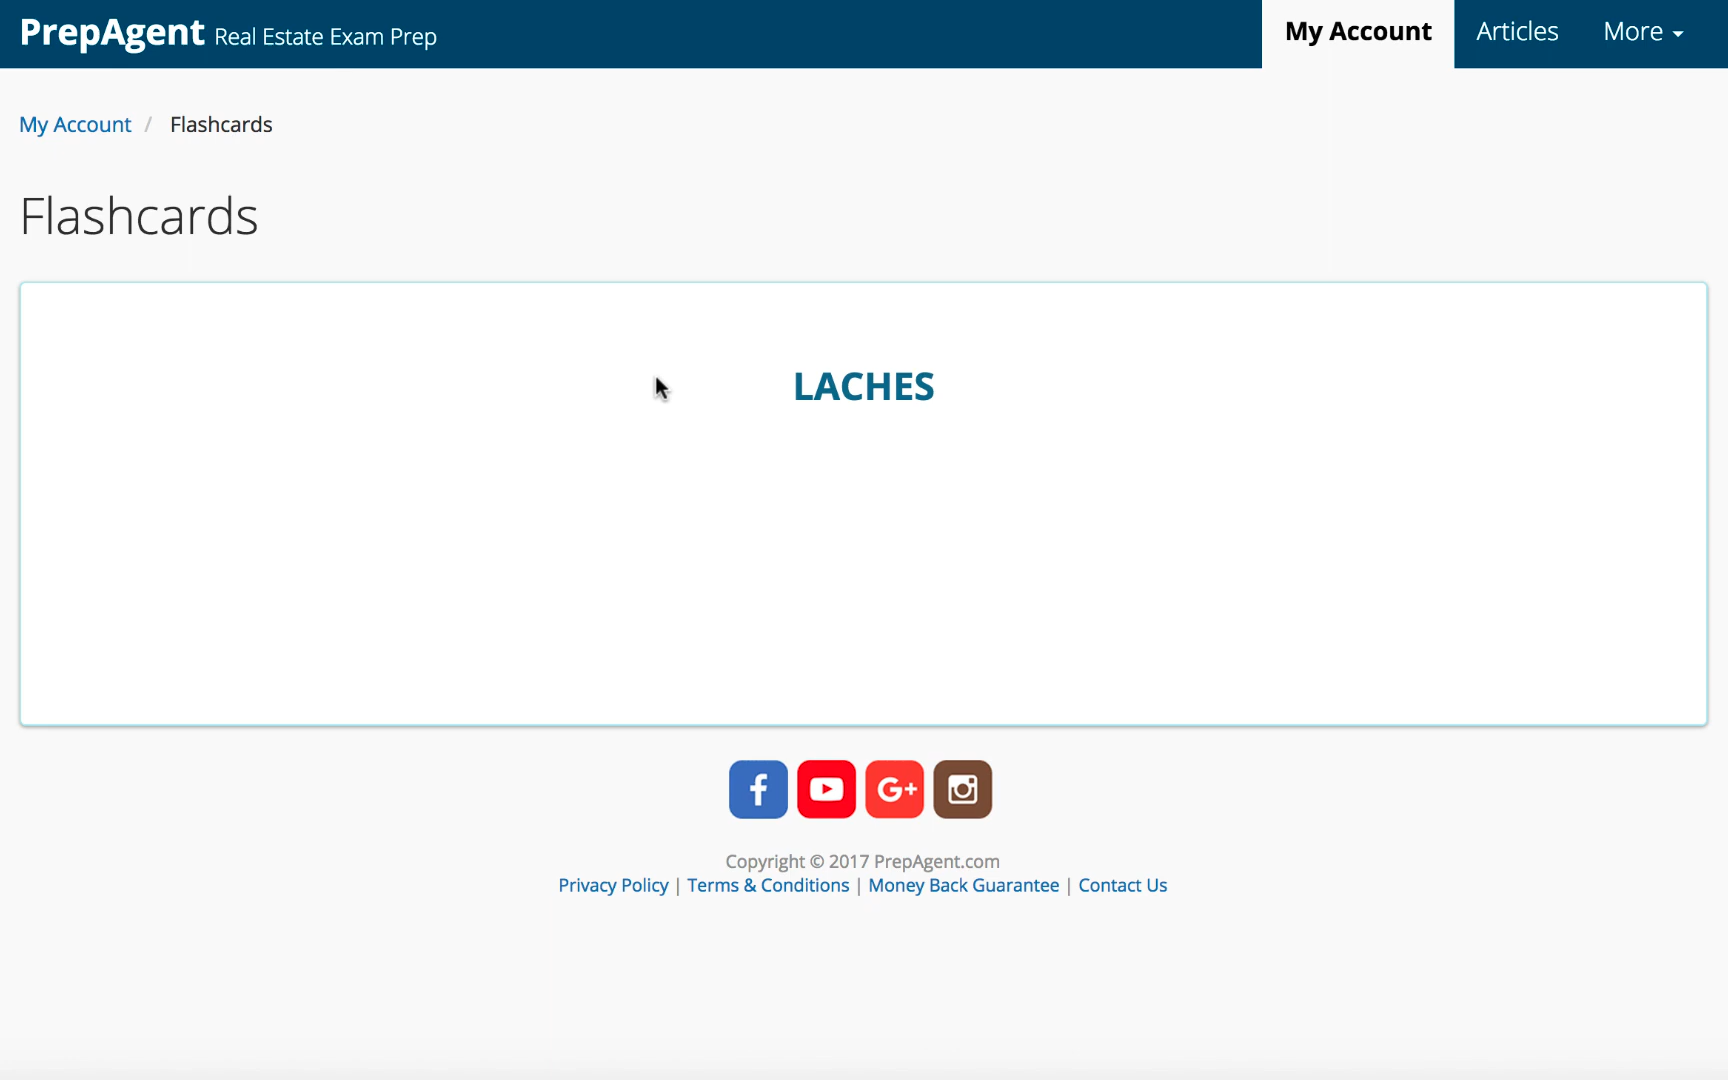 PrepAgent Real Estate Exam Prep
My Account Articles More
My Account / Flashcards
Flashcards
LACHES
f G+
Copyright © 2017 PrepAgent.com
Privacy Policy | Terms & Conditions | Money Back Guarantee | Contact Us